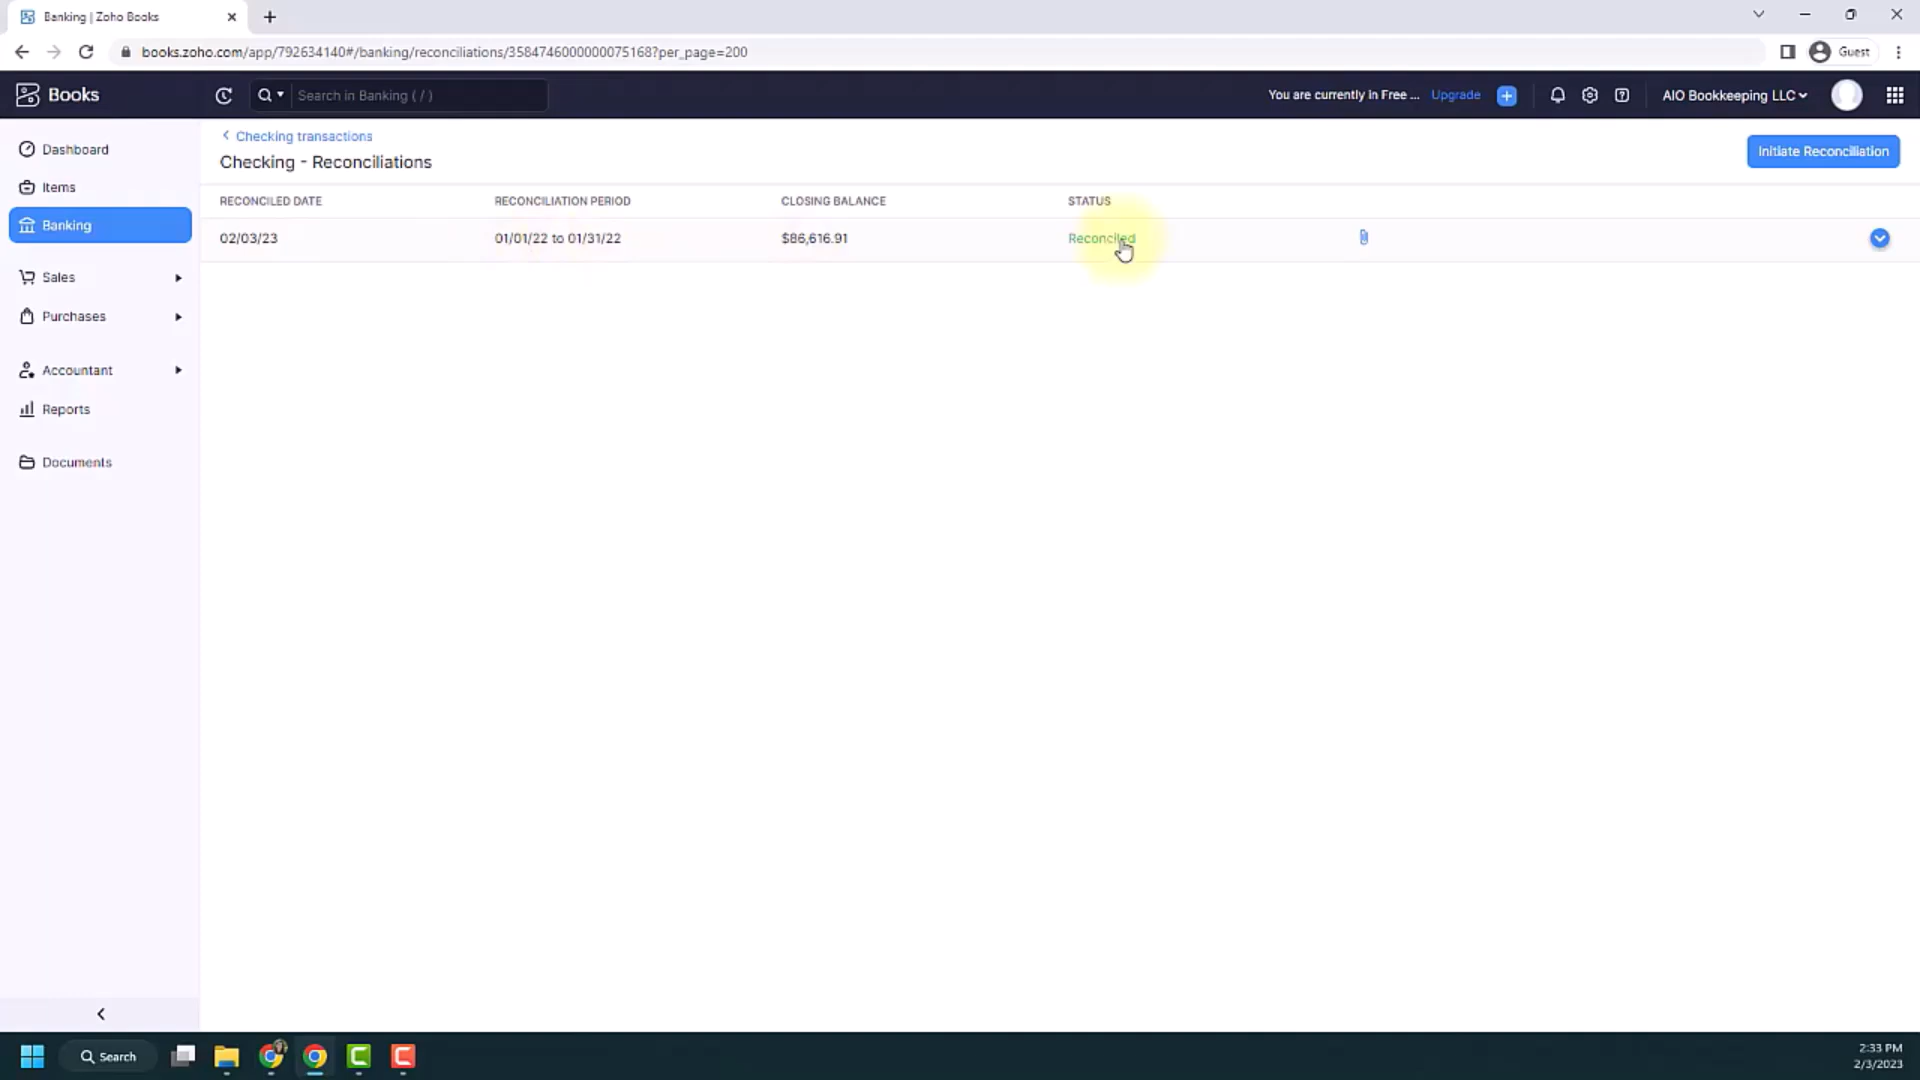 Banking | Zoho Books
books.zoho.com/app/792634140#/banking/reconciliations/3584746000000075168?per_page=200
Guest
Books
Search in Banking ( / )
You are currently in Free ... Upgrade
AIO Bookkeeping LLC
Dashboard
Items
Banking
Sales
Purchases
Accountant
Reports
Documents
Checking transactions
Checking - Reconciliations
Initiate Reconciliation
RECONCILED DATE RECONCILIATION PERIOD CLOSING BALANCE STATUS
02/03/23 01/01/22 to 01/31/22 $86,616.91 Reconciled
Search
2:33 PM
2/3/2023